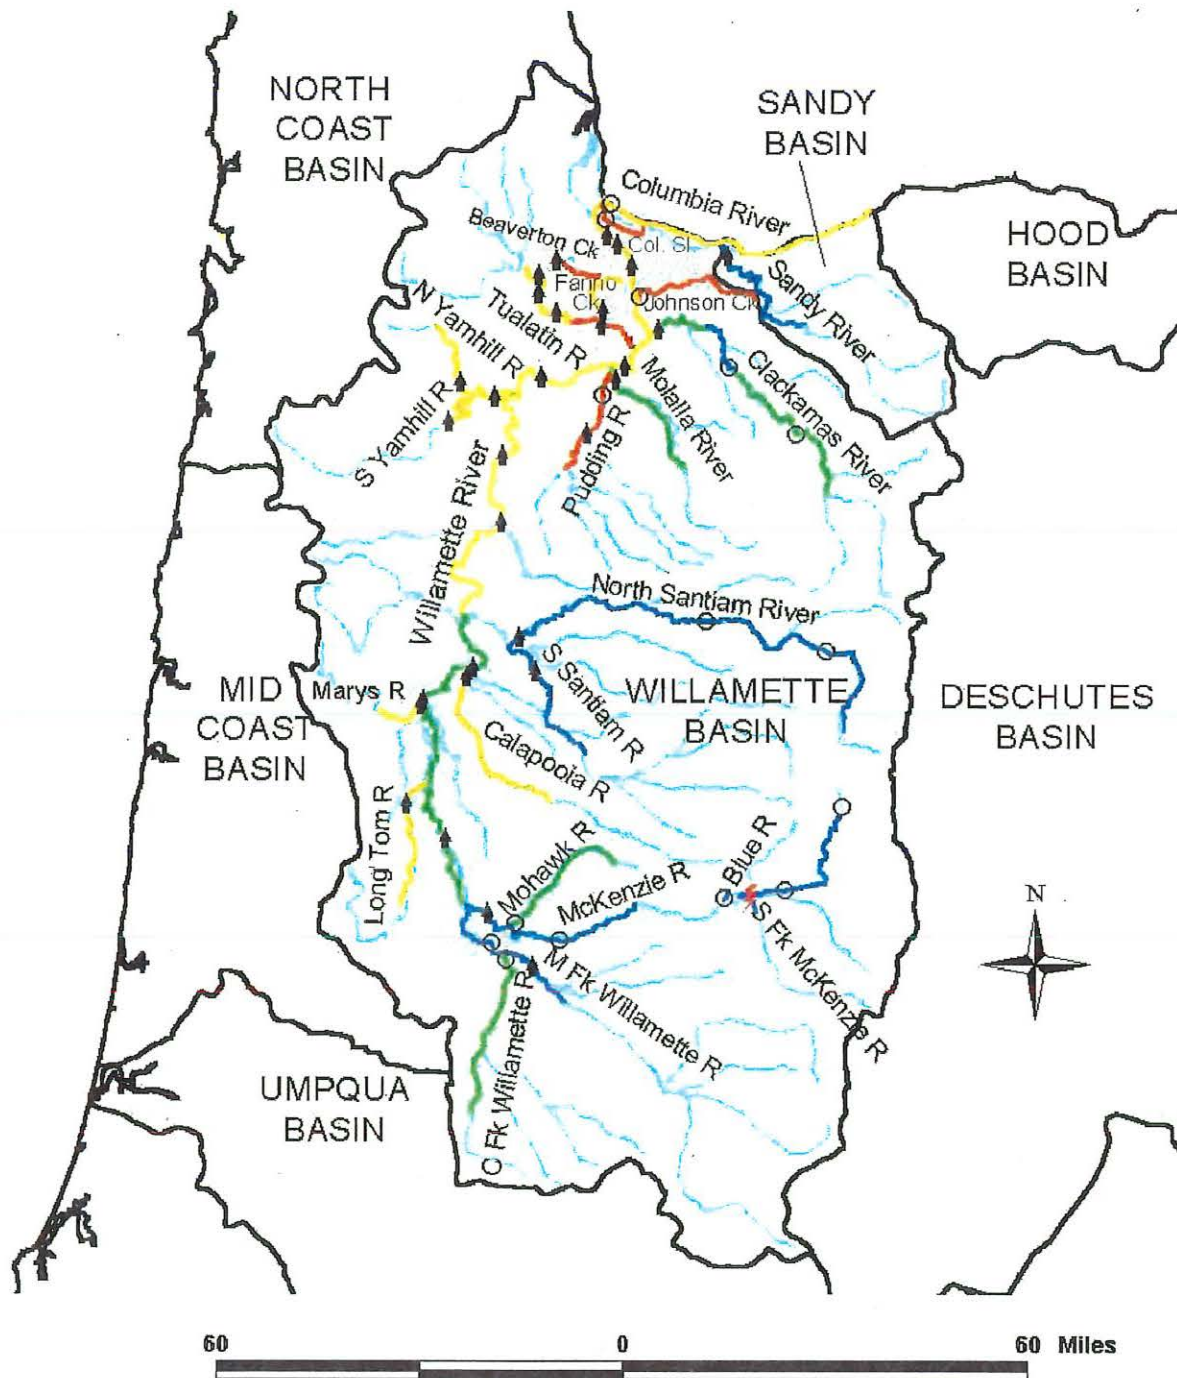 NORTH
COAST
BASIN
SANDY
BASIN
HOOD
BASIN
Columbia River
Beaverton Ck
Col. Sl
Fanno
Ck
Johnson Ck
Sandy River
N Yamhill R
Tualatin R
S Yamhill R
Molalla River
Clackamas River
Pudding R
Willamette River
North Santiam River
S Santiam R
MID
COAST
BASIN
Marys R
WILLAMETTE
BASIN
DESCHUTES
BASIN
Calapooia R
Long Tom R
Mohawk R
McKenzie R
Blue R
S Fk McKenzie R
N
M Fk Willamette R
C Fk Willamette R
UMPQUA
BASIN
60 0 60 Miles